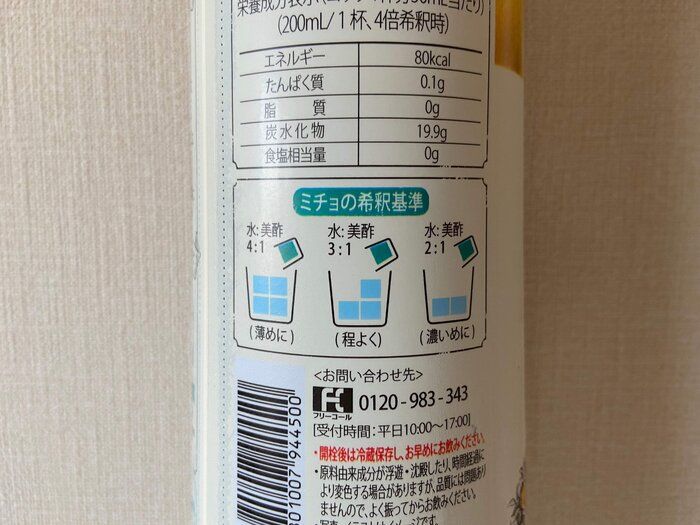 (200mL/1杯、4倍希釈時)
エネルギー 80kcal
たんぱく質 0.1g
脂質 0g
炭水化物 19.9g
食塩相当量 0g
ミチョの希釈基準
水:美酢 水:美酢 水:美酢
4:1 3:1 2:1
(薄めに) (程よく) (濃いめに)
<お問い合わせ先>
フリーコール 0120-983-343
[受付時間:平日10:00〜17:00]
・開栓後は冷蔵保存し、お早めにお飲みください。
・原料由来成分が浮遊・沈殿したり、時間経過に
より変色する場合がありますが、品質には問題あり
ませんので、よく振ってからお飲みください。
001007 944500